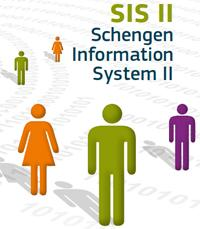 SIS II
Schengen
Information
System II